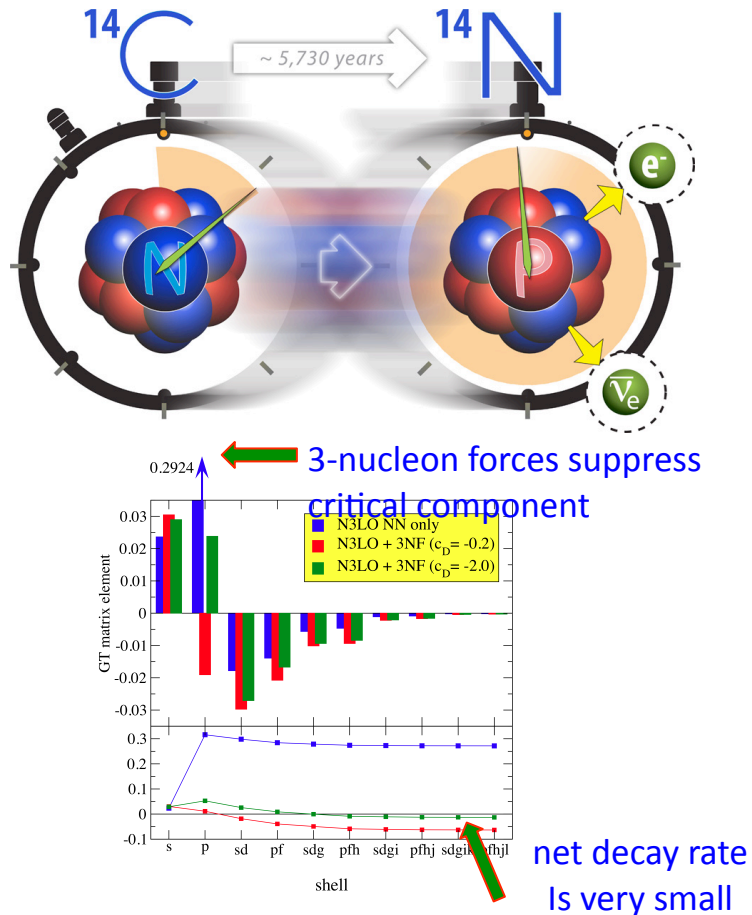 14C
~ 5,730 years
14N
N
P
e-
ν̄e
0.2924
3-nucleon forces suppress
critical component
N3LO NN only
N3LO + 3NF (cD= -0.2)
N3LO + 3NF (cD= -2.0)
GT matrix element
0.03
0.02
0.01
0
-0.01
-0.02
-0.03
0.3
0.2
0.1
0
-0.1
s p sd pf sdg pfh sdgi pfhj sdgik pfhjl
shell
net decay rate
Is very small